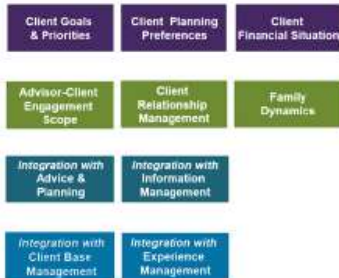 Client Goals
& Priorities
Client Planning
Preferences
Client
Financial Situation
Advisor-Client
Engagement
Scope
Client
Relationship
Management
Family
Dynamics
Integration with
Advice &
Planning
Integration with
Information
Management
Integration with
Client Base
Management
Integration with
Experience
Management